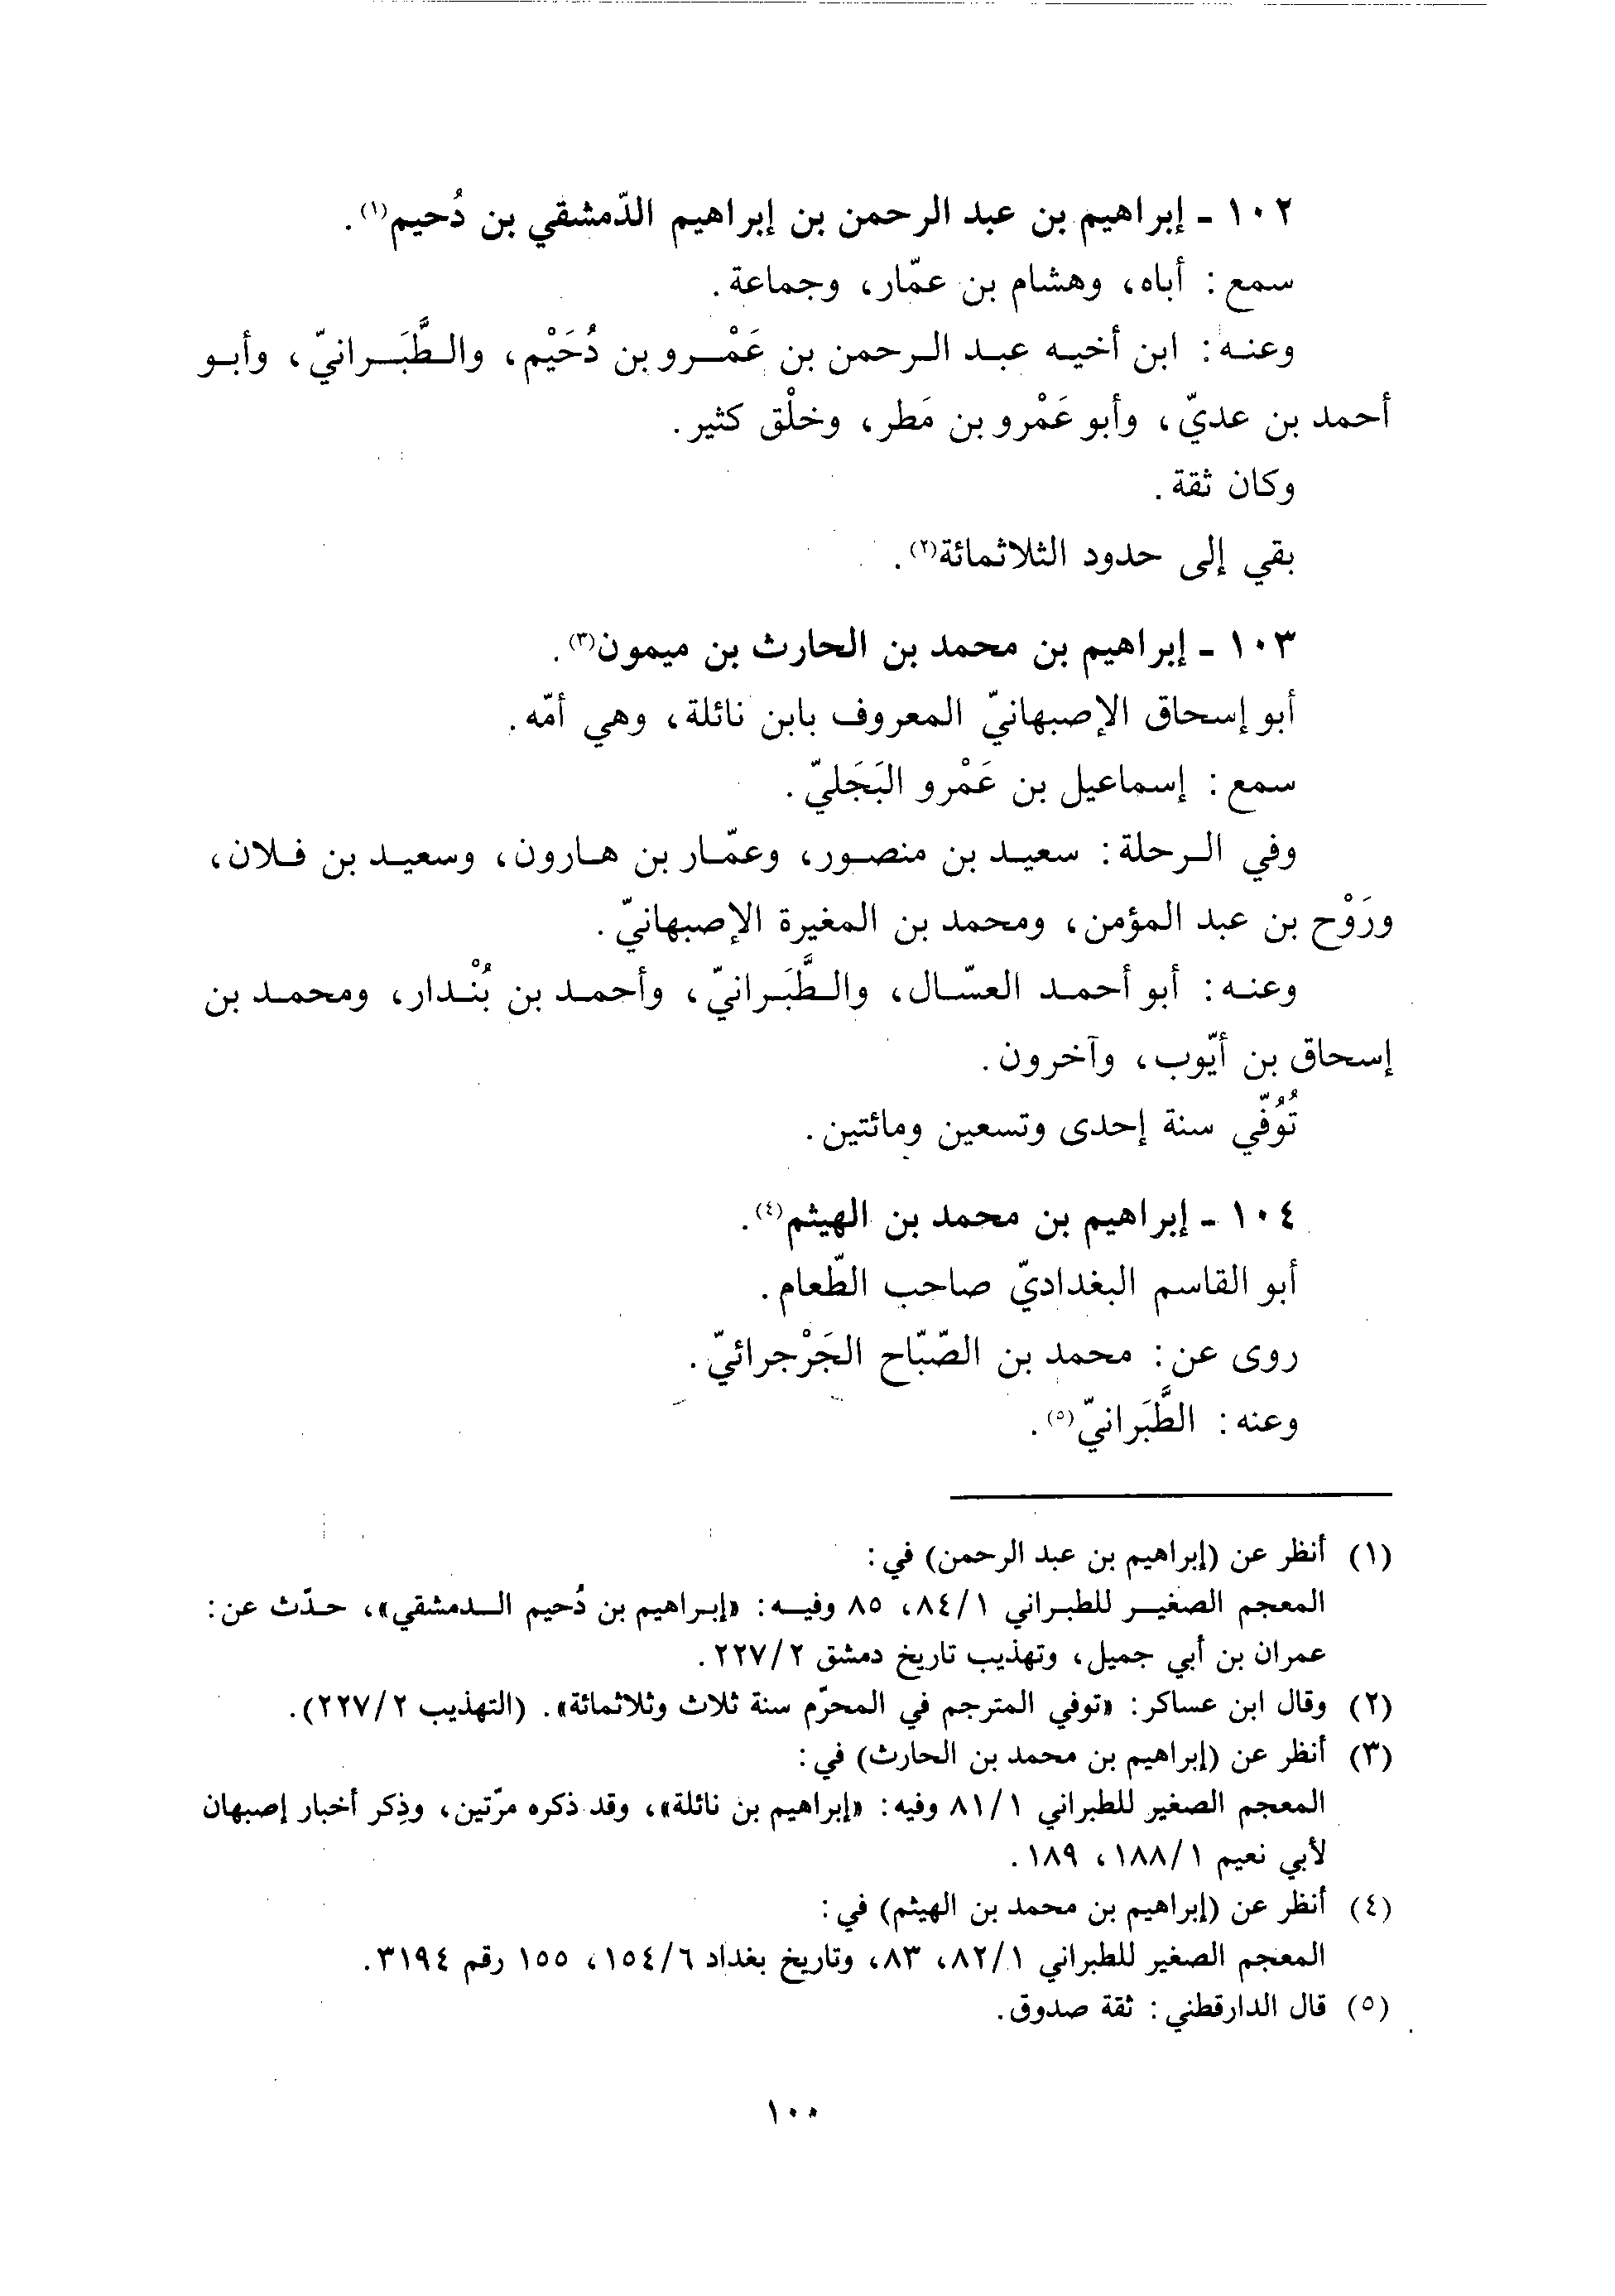 ١٠٢ - إبراهيم بن عبد الرحمن بن إبراهيم الدّمشقي بن دُحيم(١).
سمع: أباه، وهشام بن عمّار، وجماعة.
وعنه: ابن أخيه عبد الرحمن بن عَمْرو بن دُحَيْم، والطَّبَرانيّ، وأبو
أحمد بن عديّ، وأبو عَمْرو بن مَطر، وخلْق كثير.
وكان ثقة.
بقي إلى حدود الثلاثمائة(٢).
١٠٣ - إبراهيم بن محمد بن الحارث بن ميمون(٣).
أبو إسحاق الإصبهانيّ المعروف بابن نائلة، وهي أمّه.
سمع: إسماعيل بن عَمْرو البَجَليّ.
وفي الرحلة: سعيد بن منصور، وعمّار بن هارون، وسعيد بن فلان،
ورَوْح بن عبد المؤمن، ومحمد بن المغيرة الإصبهانيّ.
وعنه: أبو أحمد العسّال، والطَّبَرانيّ، وأحمد بن بُنْدار، ومحمد بن
إسحاق بن أيّوب، وآخرون.
تُوُفّي سنة إحدى وتسعين ومائتين.
١٠٤ - إبراهيم بن محمد بن الهيثم(٤).
أبو القاسم البغداديّ صاحب الطّعام.
روى عن: محمد بن الصّبّاح الجَرْجرائيّ.
وعنه: الطَّبَرانيّ(٥).
(١) أنظر عن (إبراهيم بن عبد الرحمن) في:
المعجم الصغير للطبراني ٨٤/١، ٨٥ وفيه: «إبراهيم بن دُحيم الدمشقي»، حدّث عن:
عمران بن أبي جميل، وتهذيب تاريخ دمشق ٢٢٧/٢.
(٢) وقال ابن عساكر: «توفي المترجم في المحرّم سنة ثلاث وثلاثمائة». (التهذيب ٢٢٧/٢).
(٣) أنظر عن (إبراهيم بن محمد بن الحارث) في:
المعجم الصغير للطبراني ٨١/١ وفيه: «إبراهيم بن نائلة»، وقد ذكره مرّتين، وذِكر أخبار إصبهان
لأبي نعيم ١٨٨/١، ١٨٩.
(٤) أنظر عن (إبراهيم بن محمد بن الهيثم) في:
المعجم الصغير للطبراني ٨٢/١، ٨٣، وتاريخ بغداد ١٥٤/٦، ١٥٥ رقم ٣١٩٤.
(٥) قال الدارقطني: ثقة صدوق.
١٠٠